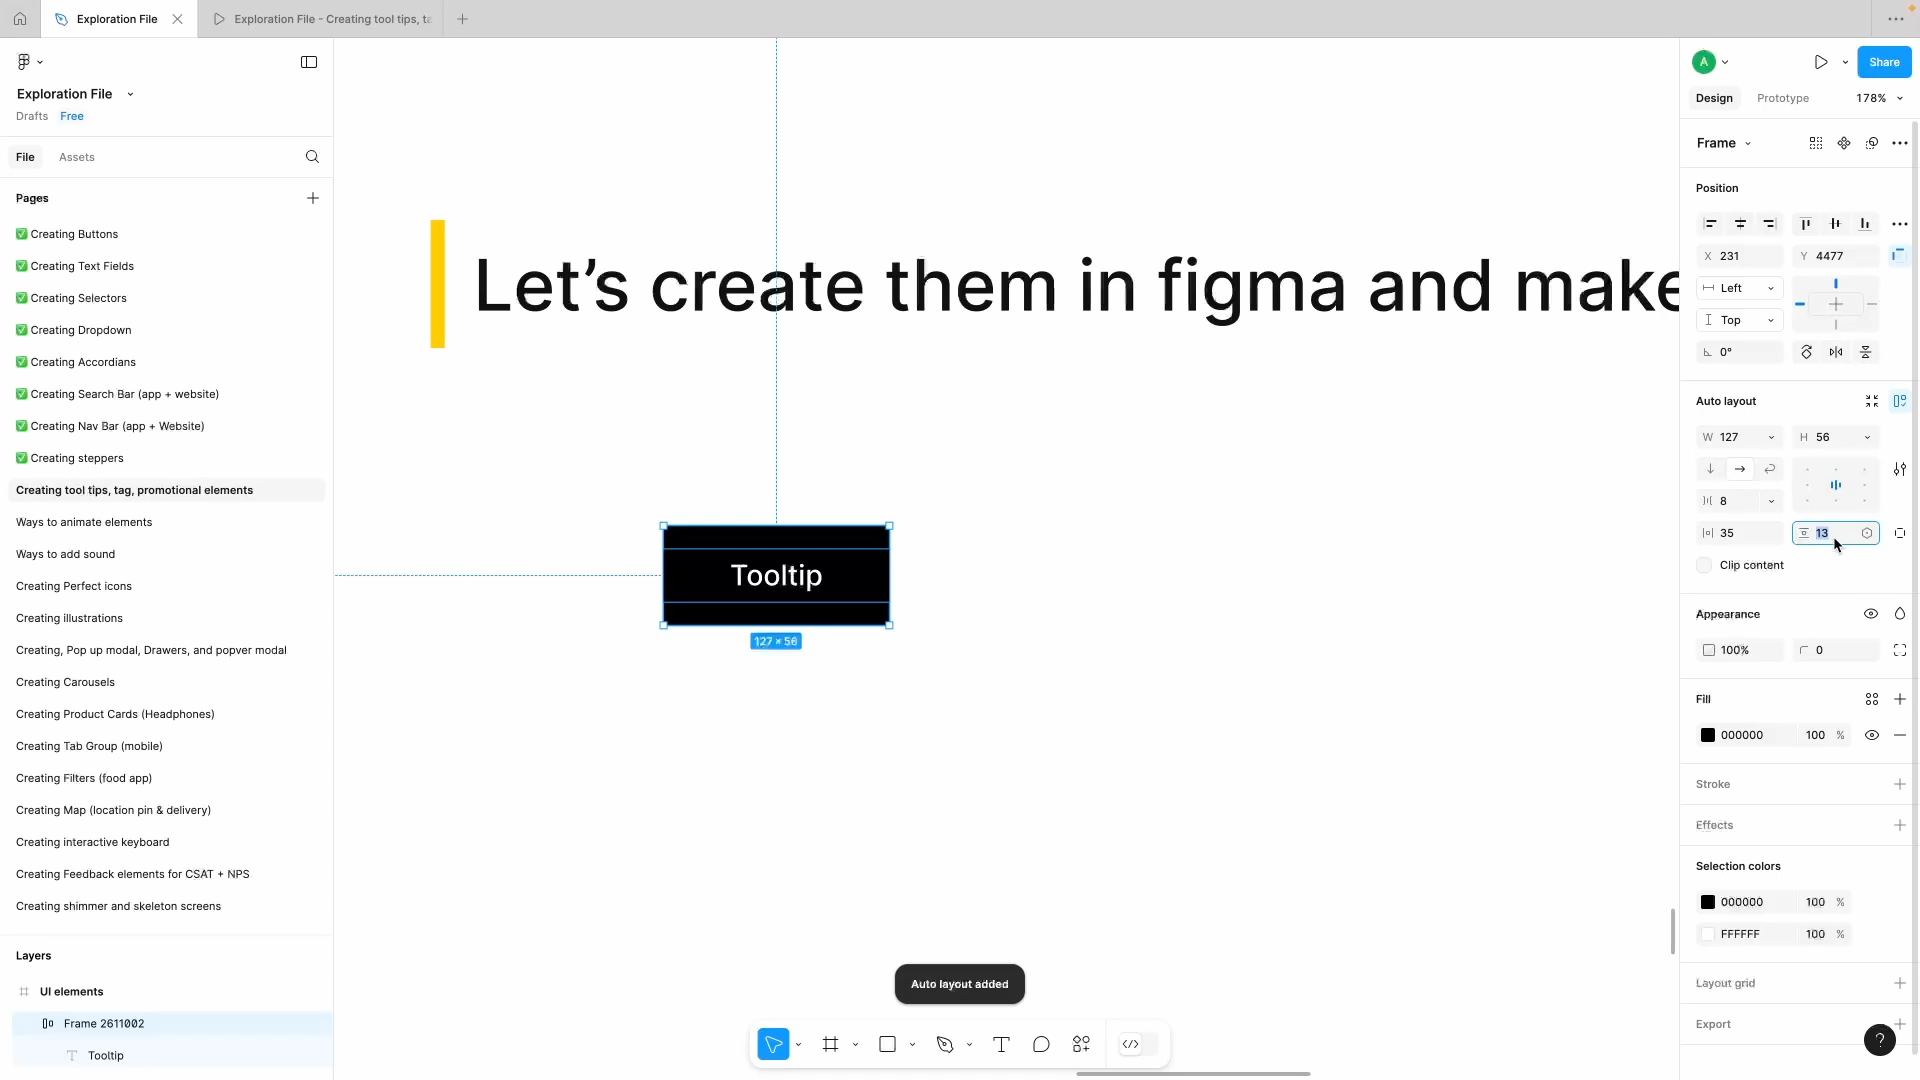 Exploration File
Exploration File - Creating tool tips, ta
Exploration File
Drafts Free
File Assets
Pages
Creating Buttons
Creating Text Fields
Creating Selectors
Creating Dropdown
Creating Accordians
Creating Search Bar (app + website)
Creating Nav Bar (app + Website)
Creating steppers
Creating tool tips, tag, promotional elements
Ways to animate elements
Ways to add sound
Creating Perfect icons
Creating illustrations
Creating, Pop up modal, Drawers, and popver modal
Creating Carousels
Creating Product Cards (Headphones)
Creating Tab Group (mobile)
Creating Filters (food app)
Creating Map (location pin & delivery)
Creating interactive keyboard
Creating Feedback elements for CSAT + NPS
Creating shimmer and skeleton screens
Layers
UI elements
Frame 2611002
Tooltip
Let’s create them in figma and make
Tooltip
127 × 56
Auto layout added
A
Share
Design Prototype 178%
Frame
Position
X 231 Y 4477
Left
Top
0°
Auto layout
W 127 H 56
8
35 13
Clip content
Appearance
100% 0
Fill
000000 100 %
Stroke
Effects
Selection colors
000000 100 %
FFFFFF 100 %
Layout grid
Export
?